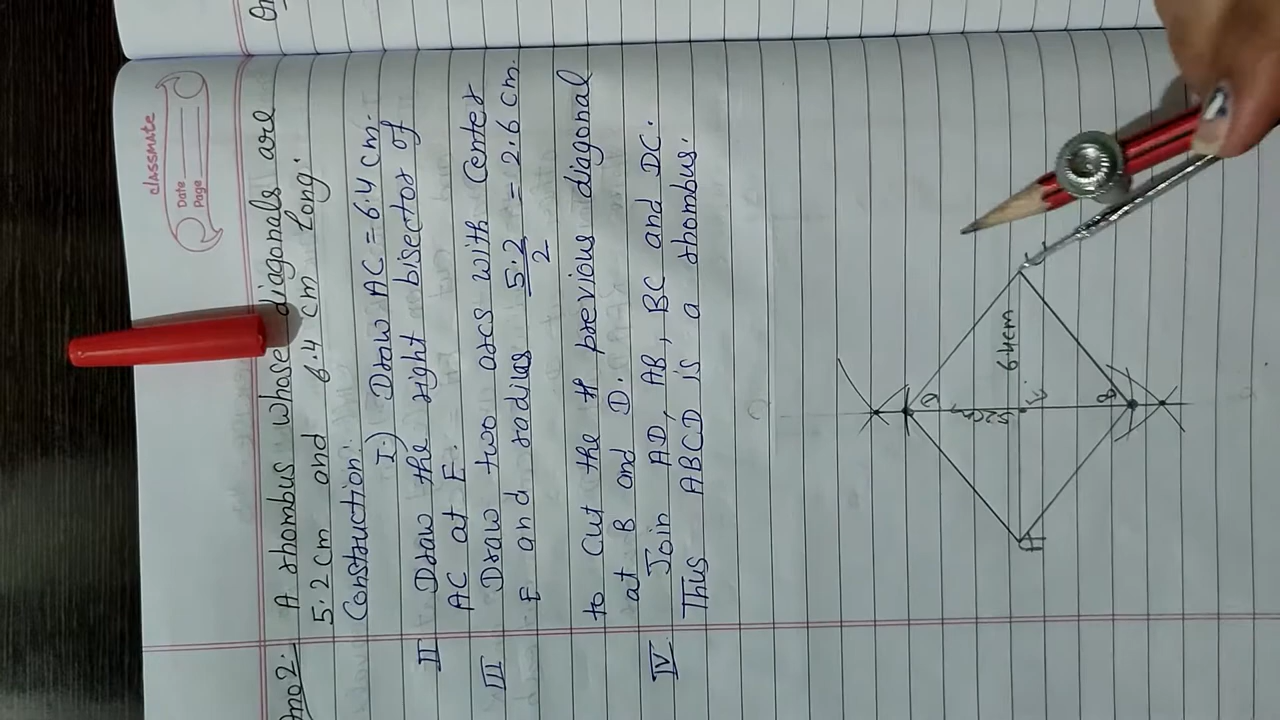 classmate
Date
Page
Qno2. A rhombus whose diagonals are
5.2 cm and 6.4 cm long.
Construction:
I.) Draw AC = 6.4 cm.
II Draw the right bisector of
AC at E.
III Draw two arcs with center
E and radius 5.2/2 = 2.6 cm.
to cut the previous diagonal
at B and D.
IV. Join AD, AB, BC and DC.
Thus ABCD is a rhombus.
D
A
6.4cm
C
B